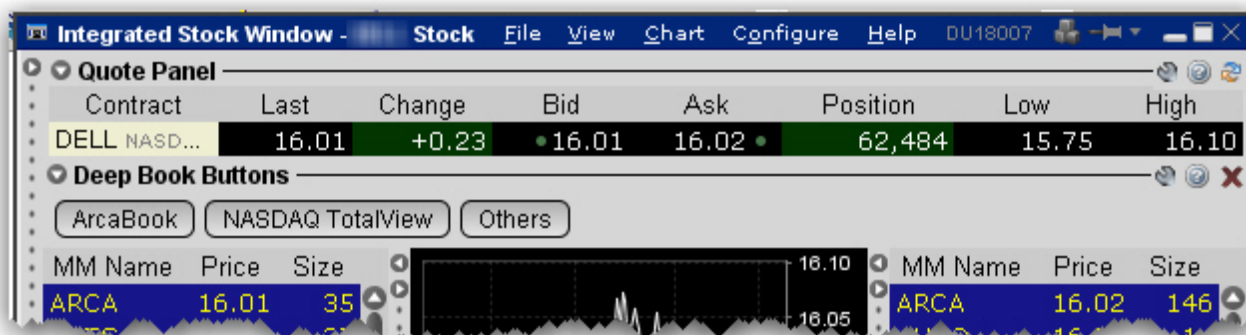 Integrated Stock Window - Stock File View Chart Configure Help DU18007
Quote Panel
Contract Last Change Bid Ask Position Low High
DELL NASD... 16.01 +0.23 16.01 16.02 62,484 15.75 16.10
Deep Book Buttons
ArcaBook NASDAQ TotalView Others
MM Name Price Size 16.10 MM Name Price Size
ARCA 16.01 35 ARCA 16.02 146
16.05